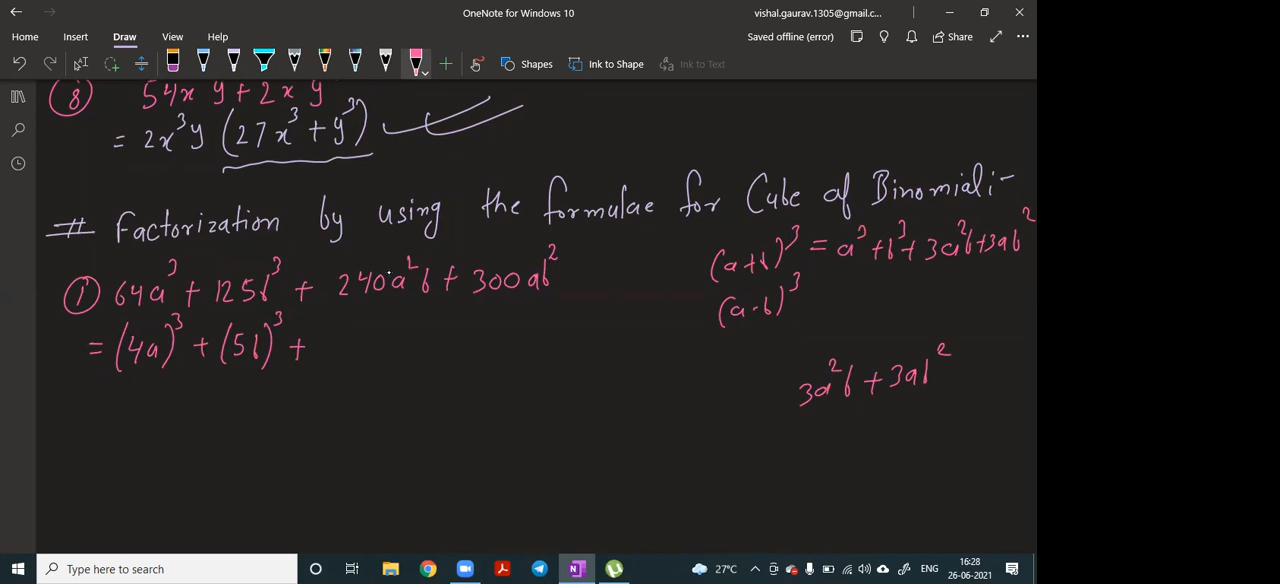 OneNote for Windows 10
vishal.gaurav.1305@gmail.c...
Home Insert Draw View Help
Saved offline (error)
Share
Shapes Ink to Shape Ink to Text
(8) 54x y + 2x y
= 2x³y (27x³ + y³)
# Factorization by using the formulae for Cube of Binomial:-
(a+b)³ = a³ + b³ + 3a²b + 3ab²
(1) 64a³ + 125b³ + 240a²b + 300ab²
(a-b)³
= (4a)³ + (5b)³ +
3a²b + 3ab²
Type here to search
27°C
ENG
16:28
26-06-2021